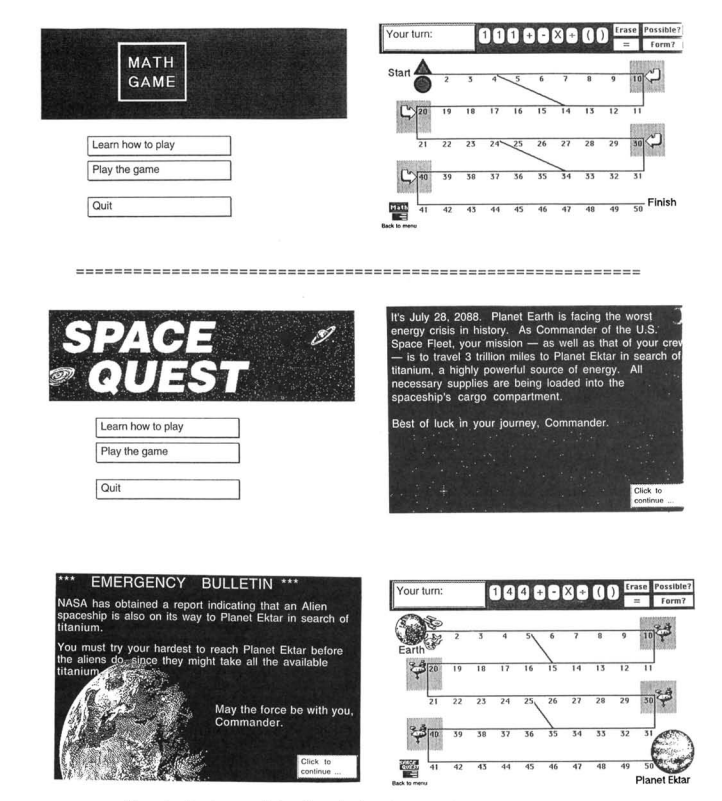 MATH
GAME
Learn how to play
Play the game
Quit
Your turn: 1 1 1 + - X ÷ ( ) Erase Possible?
= Form?
Start 2 3 4 5 6 7 8 9 10
20 19 18 17 16 15 14 13 12 11
21 22 23 24 25 26 27 28 29 30
40 39 38 37 36 35 34 33 32 31
Math 41 42 43 44 45 46 47 48 49 50 Finish
Back to menu
=============================================================
SPACE
QUEST
Learn how to play
Play the game
Quit
It's July 28, 2088. Planet Earth is facing the worst
energy crisis in history. As Commander of the U.S.
Space Fleet, your mission — as well as that of your crew
— is to travel 3 trillion miles to Planet Ektar in search of
titanium, a highly powerful source of energy. All
necessary supplies are being loaded into the
spaceship's cargo compartment.
Best of luck in your journey, Commander.
Click to
continue ...
*** EMERGENCY BULLETIN ***
NASA has obtained a report indicating that an Alien
spaceship is also on its way to Planet Ektar in search of
titanium.
You must try your hardest to reach Planet Ektar before
the aliens do, since they might take all the available
titanium.
May the force be with you,
Commander.
Click to
continue ...
Your turn: 1 4 4 + - X ÷ ( ) Erase Possible?
= Form?
2 3 4 5 6 7 8 9 10
Earth
20 19 18 17 16 15 14 13 12 11
21 22 23 24 25 26 27 28 29 30
40 39 38 37 36 35 34 33 32 31
SPACE
QUEST 41 42 43 44 45 46 47 48 49 50
Back to menu
Planet Ektar